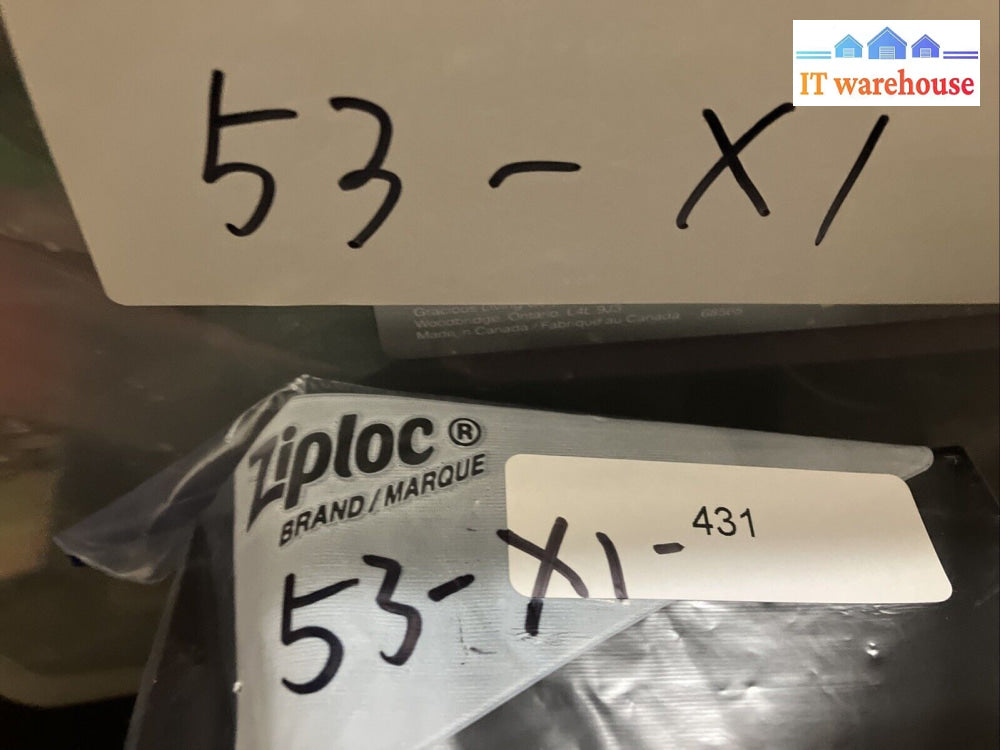 IT warehouse
53 - X1
Woodbridge, Ontario L4L 9J3
Made in Canada / Fabriqué au Canada
Ziploc®
BRAND / MARQUE
53 - X1 - 431